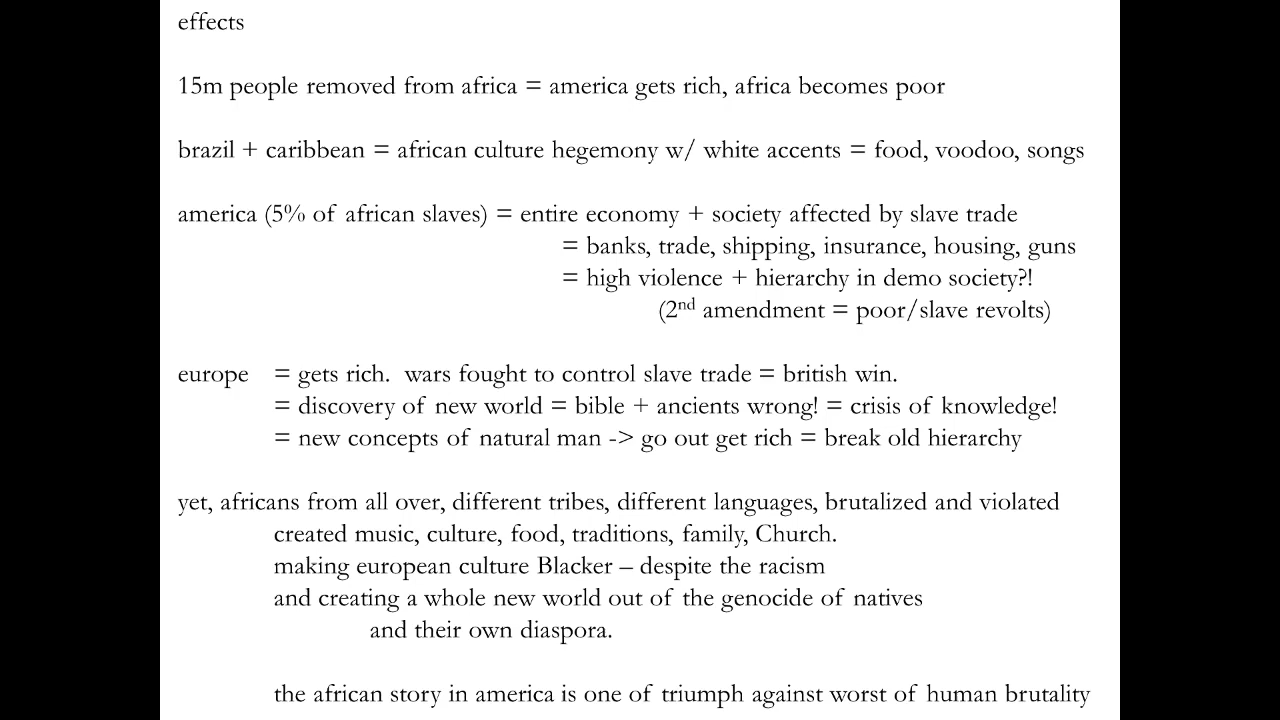 effects
15m people removed from africa = america gets rich, africa becomes poor
brazil + caribbean = african culture hegemony w/ white accents = food, voodoo, songs
america (5% of african slaves) = entire economy + society affected by slave trade
= banks, trade, shipping, insurance, housing, guns
= high violence + hierarchy in demo society?!
(2nd amendment = poor/slave revolts)
europe = gets rich. wars fought to control slave trade = british win.
= discovery of new world = bible + ancients wrong! = crisis of knowledge!
= new concepts of natural man -> go out get rich = break old hierarchy
yet, africans from all over, different tribes, different languages, brutalized and violated
created music, culture, food, traditions, family, Church.
making european culture Blacker – despite the racism
and creating a whole new world out of the genocide of natives
and their own diaspora.
the african story in america is one of triumph against worst of human brutality